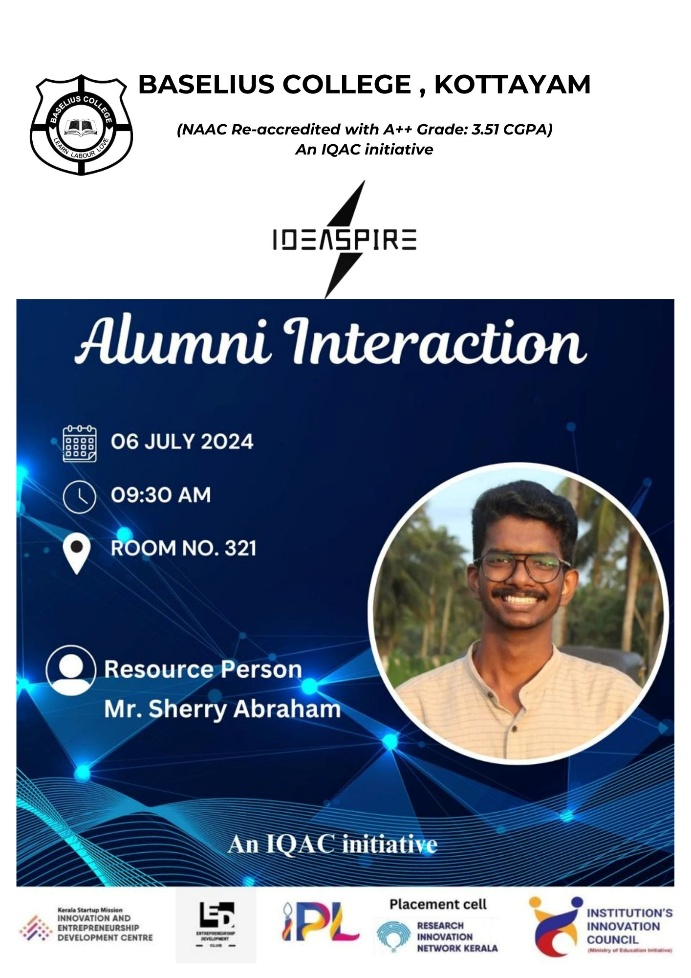 BASELIUS COLLEGE , KOTTAYAM
BASELIUS COLLEGE
LEARN LABOUR LOVE
(NAAC Re-accredited with A++ Grade: 3.51 CGPA)
An IQAC initiative
IDEASPIRE
Alumni Interaction
06 JULY 2024
09:30 AM
ROOM NO. 321
Resource Person
Mr. Sherry Abraham
An IQAC initiative
Kerala Startup Mission
INNOVATION AND
ENTREPRENEURSHIP
DEVELOPMENT CENTRE
ED
ENTREPRENEURSHIP
DEVELOPMENT
CLUB
IPL
Placement cell
RESEARCH
INNOVATION
NETWORK KERALA
INSTITUTION'S
INNOVATION
COUNCIL
(Ministry of Education Initiative)